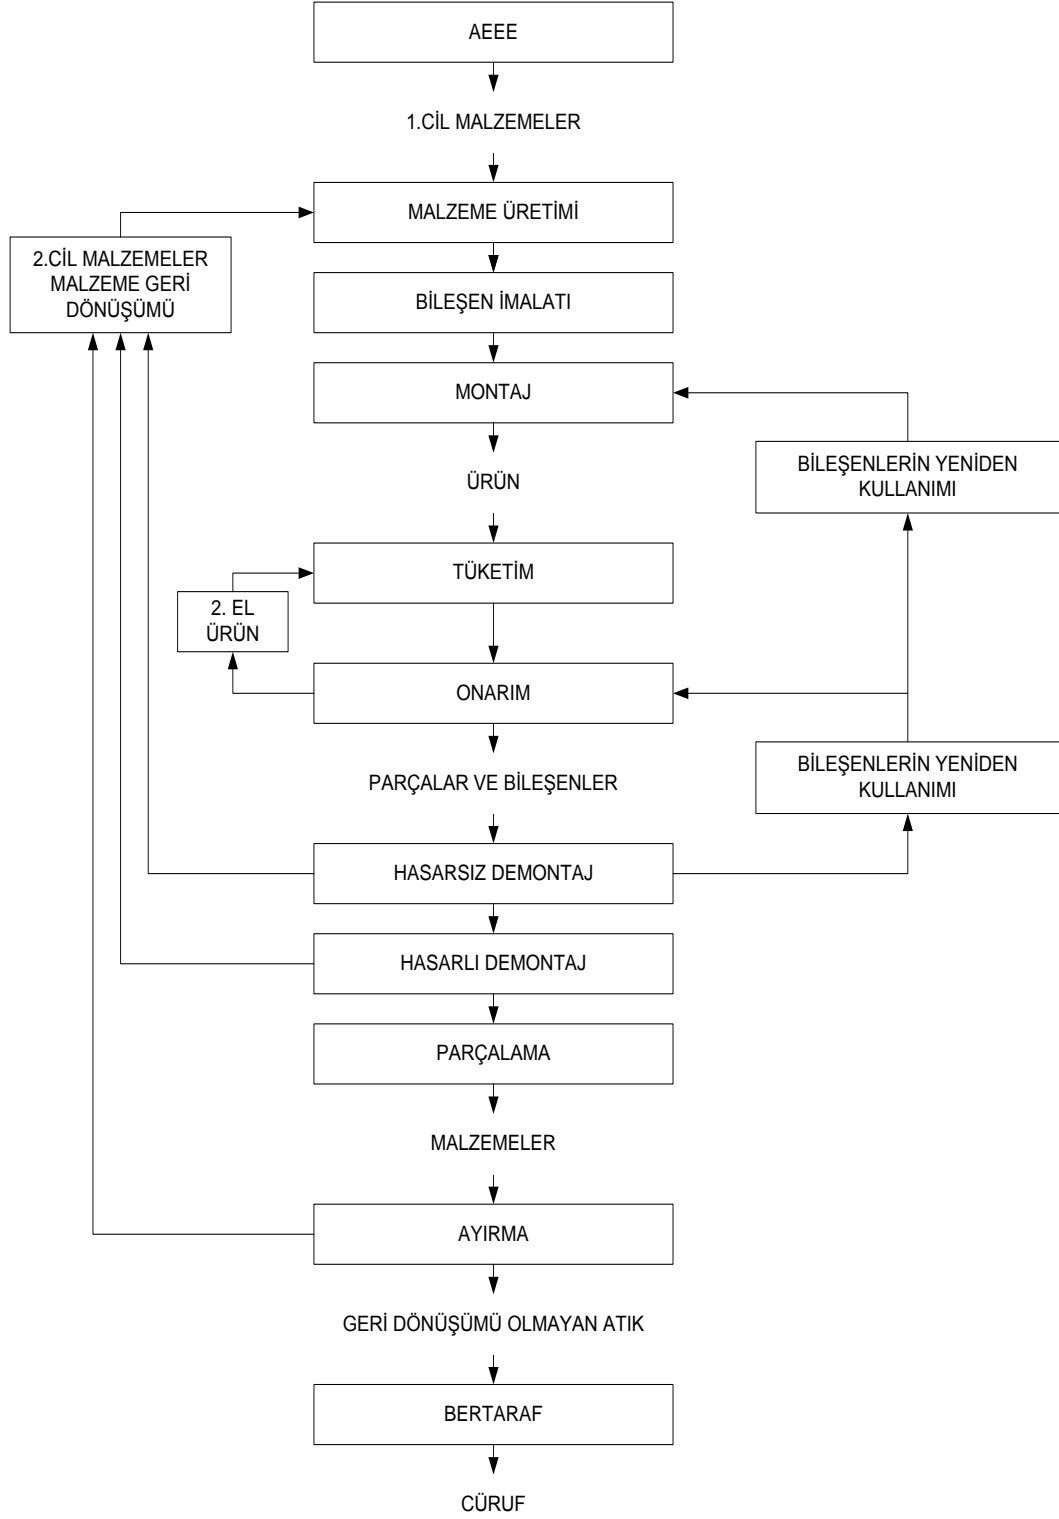 AEEE
1.CİL MALZEMELER
MALZEME ÜRETİMİ
2.CİL MALZEMELER
MALZEME GERİ
DÖNÜŞÜMÜ
BİLEŞEN İMALATI
MONTAJ
BİLEŞENLERİN YENİDEN
KULLANIMI
ÜRÜN
TÜKETİM
2. EL
ÜRÜN
ONARIM
PARÇALAR VE BİLEŞENLER
BİLEŞENLERİN YENİDEN
KULLANIMI
HASARSIZ DEMONTAJ
HASARLI DEMONTAJ
PARÇALAMA
MALZEMELER
AYIRMA
GERİ DÖNÜŞÜMÜ OLMAYAN ATIK
BERTARAF
CÜRUF